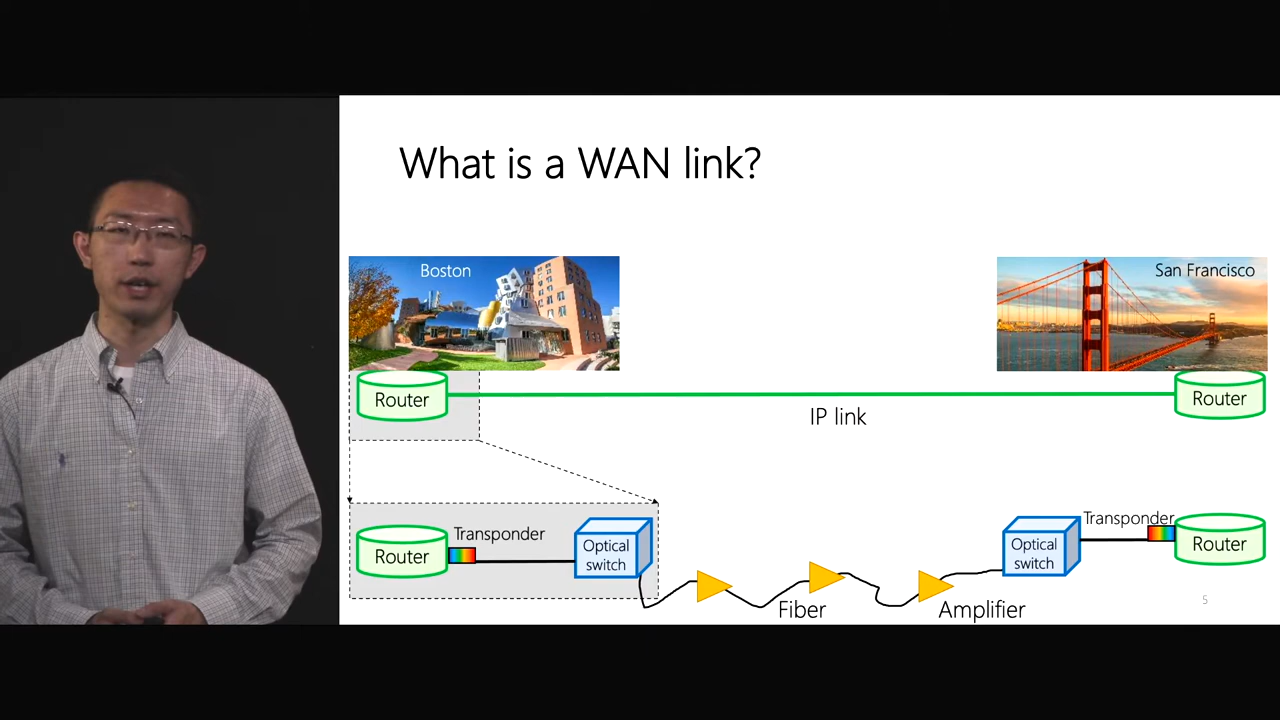 What is a WAN link?
Boston
San Francisco
Router
Router
IP link
Router
Transponder
Optical
switch
Fiber
Amplifier
Optical
switch
Transponder
Router
5